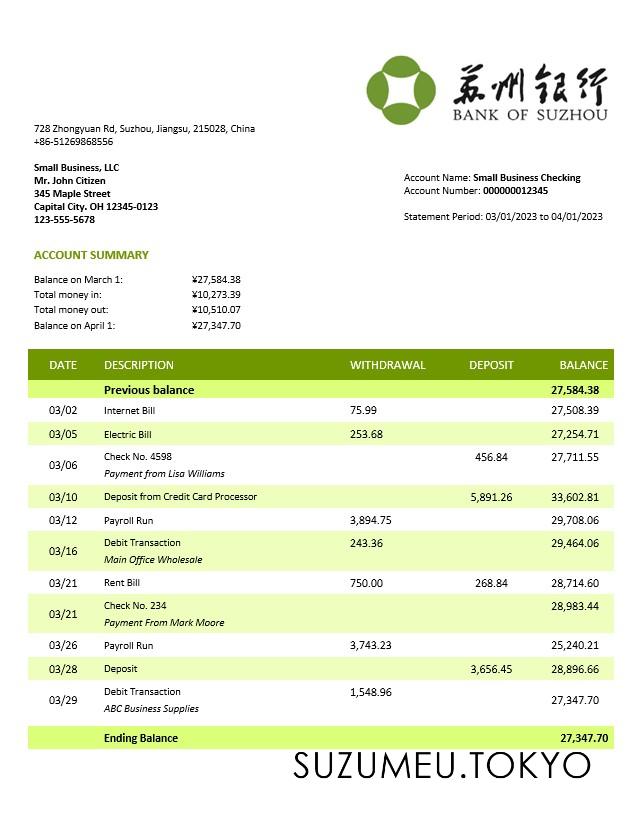 苏州银行
BANK OF SUZHOU
728 Zhongyuan Rd, Suzhou, Jiangsu, 215028, China
+86-51269868556
Small Business, LLC
Mr. John Citizen
345 Maple Street
Capital City. OH 12345-0123
123-555-5678
Account Name: Small Business Checking
Account Number: 000000012345
Statement Period: 03/01/2023 to 04/01/2023
ACCOUNT SUMMARY
Balance on March 1: ¥27,584.38
Total money in: ¥10,273.39
Total money out: ¥10,510.07
Balance on April 1: ¥27,347.70
DATE DESCRIPTION WITHDRAWAL DEPOSIT BALANCE
Previous balance 27,584.38
03/02 Internet Bill 75.99 27,508.39
03/05 Electric Bill 253.68 27,254.71
03/06 Check No. 4598 456.84 27,711.55
Payment from Lisa Williams
03/10 Deposit from Credit Card Processor 5,891.26 33,602.81
03/12 Payroll Run 3,894.75 29,708.06
03/16 Debit Transaction 243.36 29,464.06
Main Office Wholesale
03/21 Rent Bill 750.00 268.84 28,714.60
03/21 Check No. 234 28,983.44
Payment From Mark Moore
03/26 Payroll Run 3,743.23 25,240.21
03/28 Deposit 3,656.45 28,896.66
03/29 Debit Transaction 1,548.96 27,347.70
ABC Business Supplies
Ending Balance 27,347.70
SUZUMEU.TOKYO